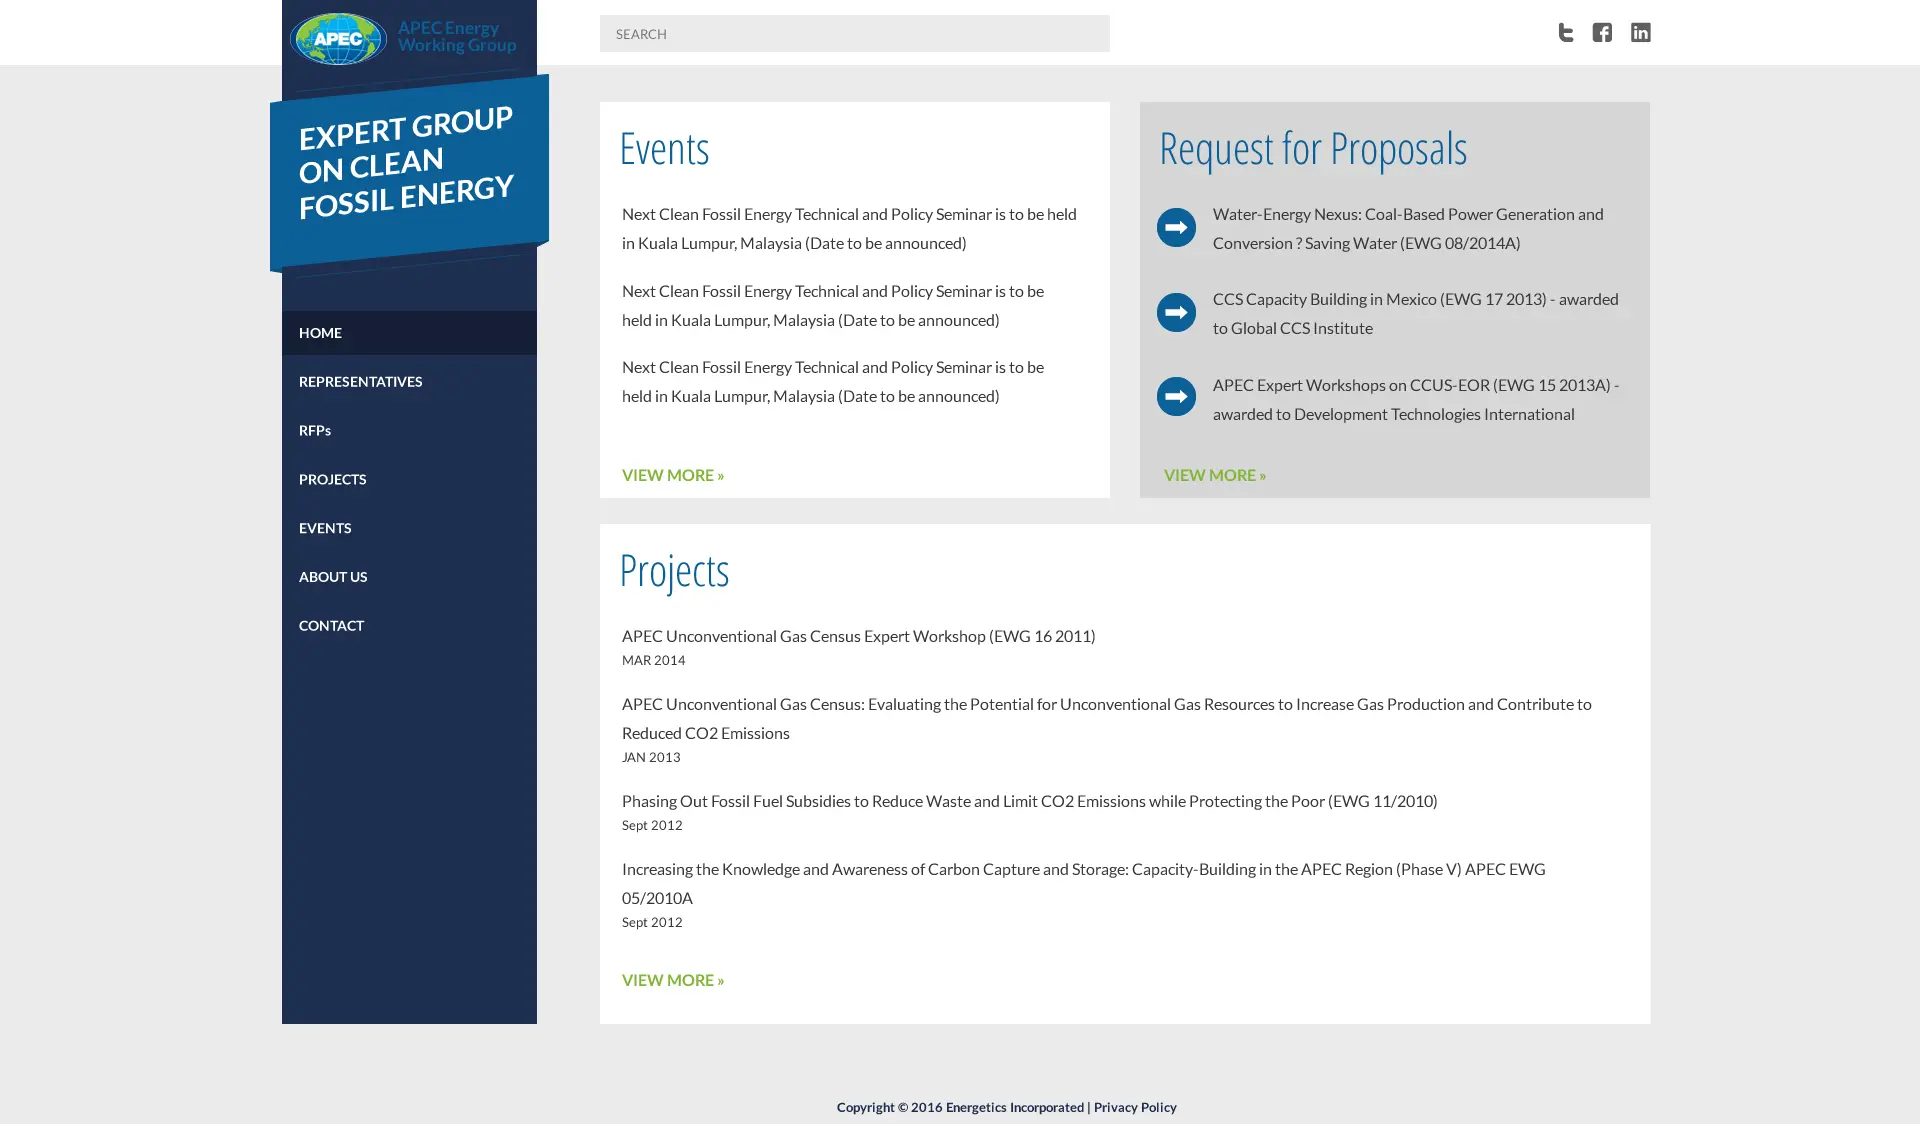 APEC
APEC Energy
Working Group
SEARCH
EXPERT GROUP
ON CLEAN
FOSSIL ENERGY
HOME
REPRESENTATIVES
RFPs
PROJECTS
EVENTS
ABOUT US
CONTACT
Events
Next Clean Fossil Energy Technical and Policy Seminar is to be held
in Kuala Lumpur, Malaysia (Date to be announced)
Next Clean Fossil Energy Technical and Policy Seminar is to be
held in Kuala Lumpur, Malaysia (Date to be announced)
Next Clean Fossil Energy Technical and Policy Seminar is to be
held in Kuala Lumpur, Malaysia (Date to be announced)
VIEW MORE »
Request for Proposals
Water-Energy Nexus: Coal-Based Power Generation and
Conversion ? Saving Water (EWG 08/2014A)
CCS Capacity Building in Mexico (EWG 17 2013) - awarded
to Global CCS Institute
APEC Expert Workshops on CCUS-EOR (EWG 15 2013A) -
awarded to Development Technologies International
VIEW MORE »
Projects
APEC Unconventional Gas Census Expert Workshop (EWG 16 2011)
MAR 2014
APEC Unconventional Gas Census: Evaluating the Potential for Unconventional Gas Resources to Increase Gas Production and Contribute to
Reduced CO2 Emissions
JAN 2013
Phasing Out Fossil Fuel Subsidies to Reduce Waste and Limit CO2 Emissions while Protecting the Poor (EWG 11/2010)
Sept 2012
Increasing the Knowledge and Awareness of Carbon Capture and Storage: Capacity-Building in the APEC Region (Phase V) APEC EWG
05/2010A
Sept 2012
VIEW MORE »
Copyright © 2016 Energetics Incorporated | Privacy Policy